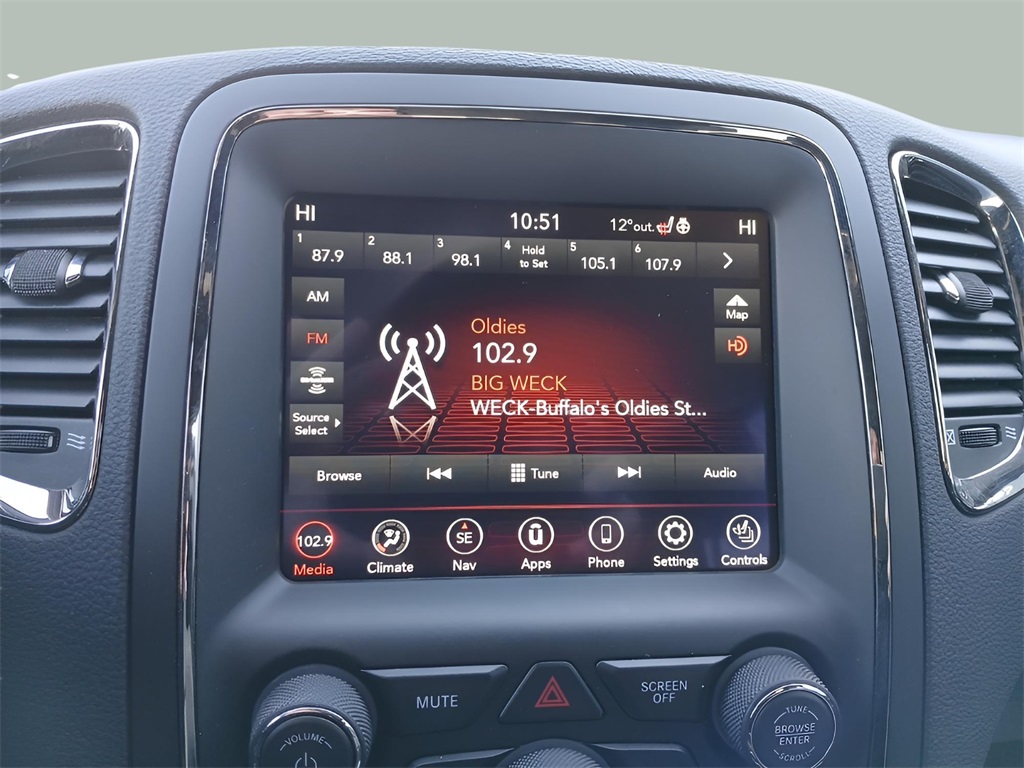 HI 10:51 12°out. HI
1 87.9 2 88.1 3 98.1 4 Hold to Set 5 105.1 6 107.9
AM
Map
FM
HD
Oldies
102.9
BIG WECK
WECK-Buffalo's Oldies St...
Source
Select
Browse Tune Audio
102.9 SE
Media Climate Nav Apps Phone Settings Controls
MUTE
SCREEN
OFF
VOLUME
TUNE
BROWSE
ENTER
SCROLL